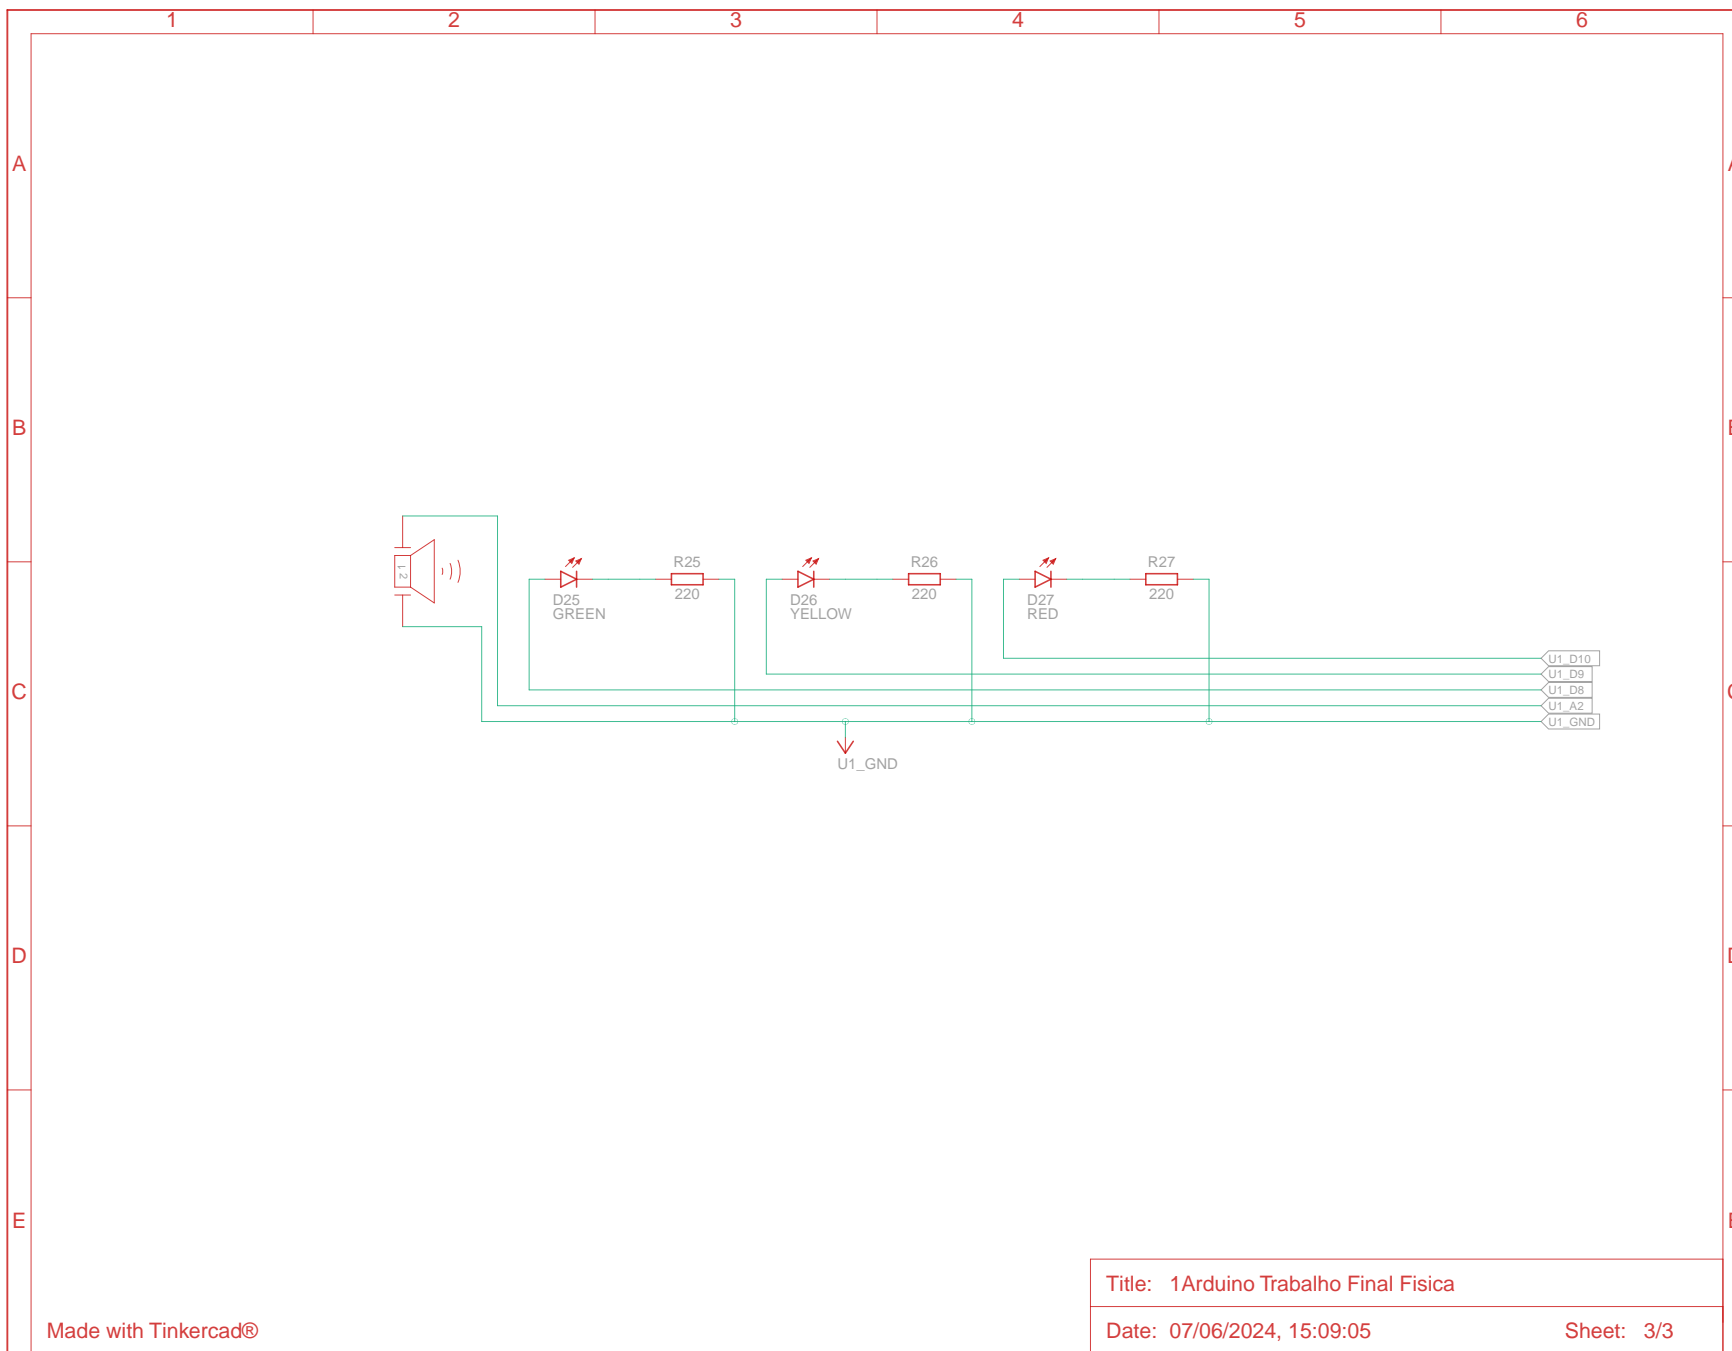 1 2 3 4 5 6
A A
B B
C C
D D
E E
1 2
R25
220
D25
GREEN
R26
220
D26
YELLOW
R27
220
D27
RED
U1_D10
U1_D9
U1_D8
U1_A2
U1_GND
U1_GND
Title: 1Arduino Trabalho Final Fisica
Made with Tinkercad®
Date: 07/06/2024, 15:09:05 Sheet: 3/3